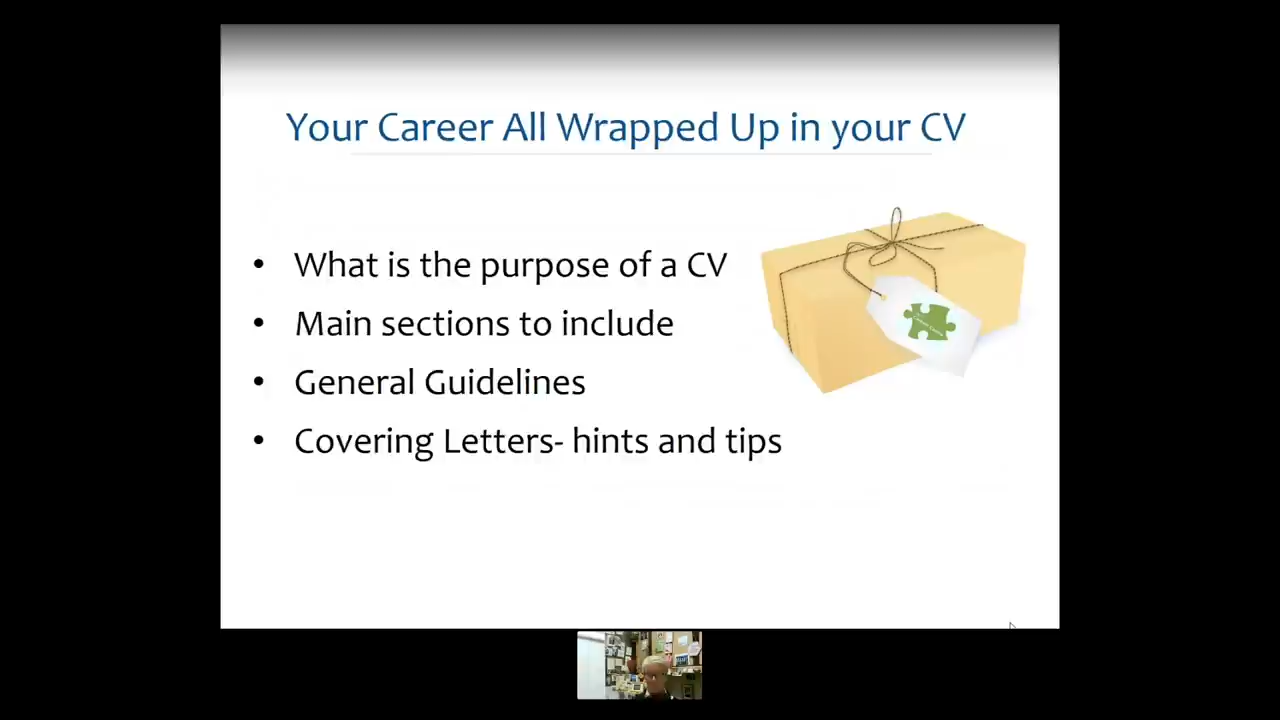 Your Career All Wrapped Up in your CV
• What is the purpose of a CV
• Main sections to include
• General Guidelines
• Covering Letters- hints and tips